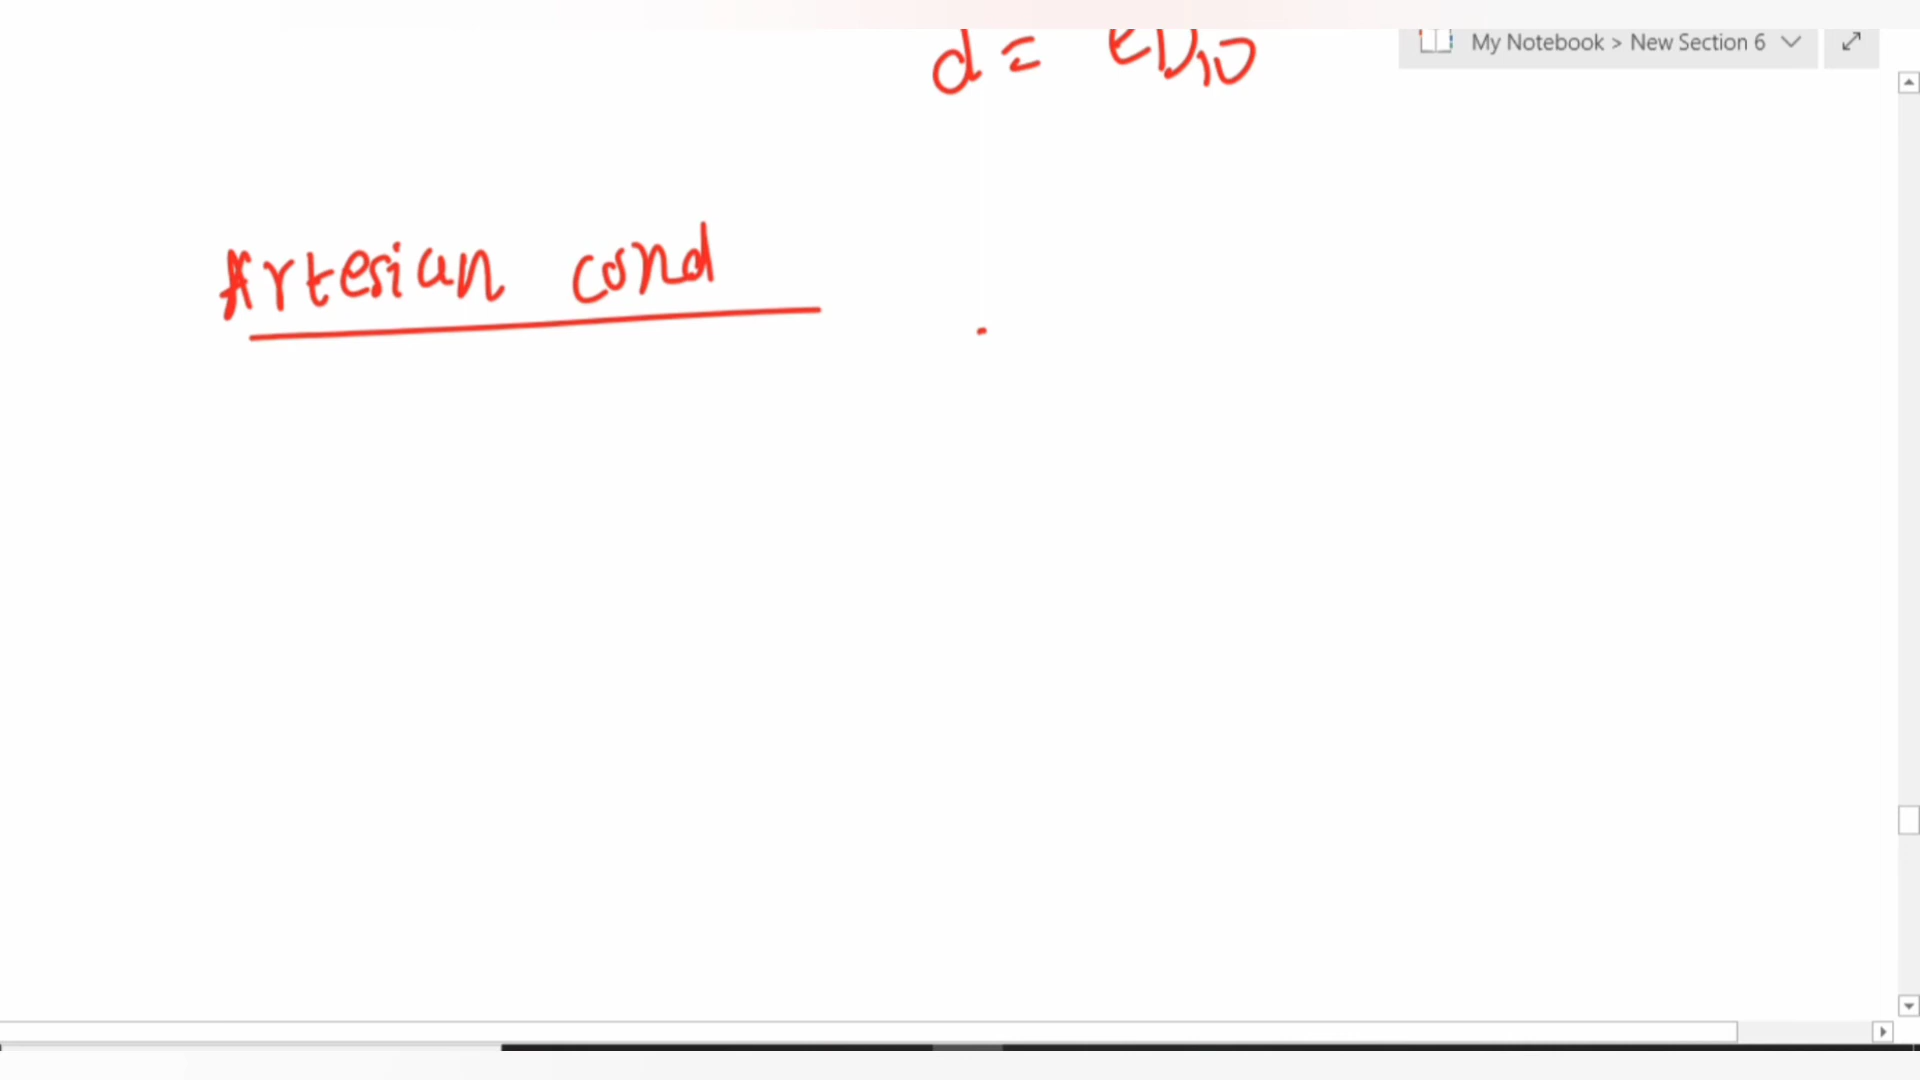 d = eD₁₀
My Notebook > New Section 6
Artesian cond